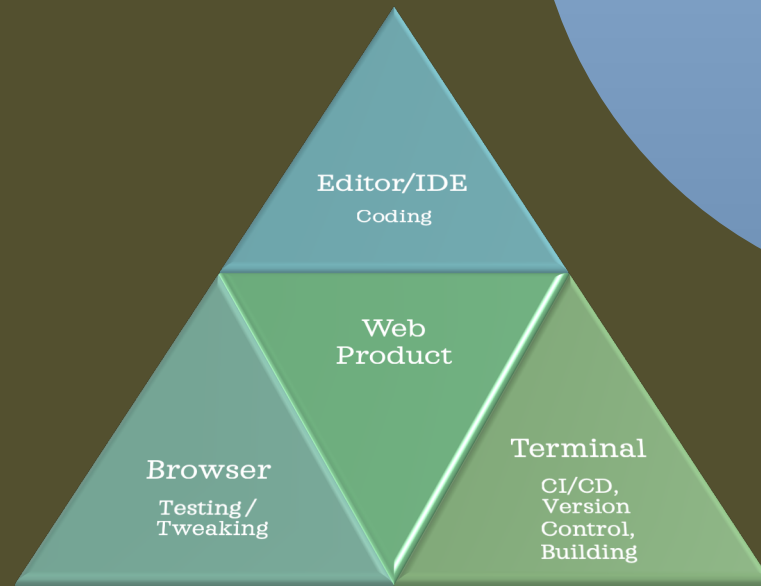 Editor/IDE
Coding
Web
Product
Browser
Testing/
Tweaking
Terminal
CI/CD,
Version
Control,
Building